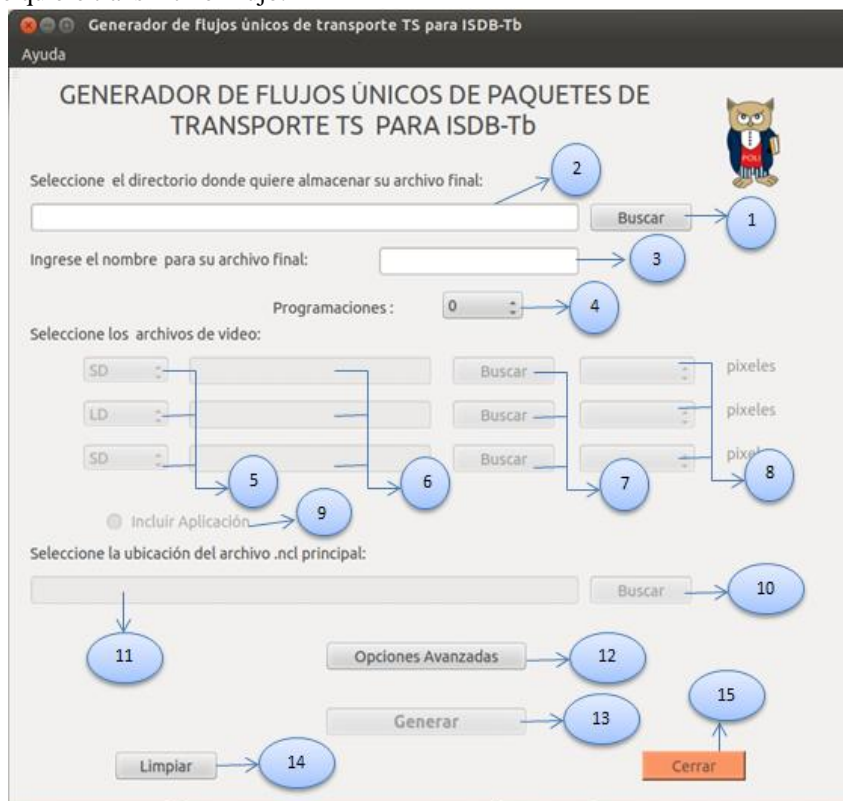 Generador de flujos únicos de transporte TS para ISDB-Tb
Ayuda
GENERADOR DE FLUJOS ÚNICOS DE PAQUETES DE
TRANSPORTE TS PARA ISDB-Tb
POLI
2
Seleccione el directorio donde quiere almacenar su archivo final:
Buscar
1
Ingrese el nombre para su archivo final:
3
Programaciones :
0
4
Seleccione los archivos de video:
SD
Buscar
pixeles
LD
Buscar
pixeles
SD
Buscar
5
6
7
8
Incluir Aplicación
9
Seleccione la ubicación del archivo .ncl principal:
Buscar
10
11
Opciones Avanzadas
12
Generar
13
15
Limpiar
14
Cerrar